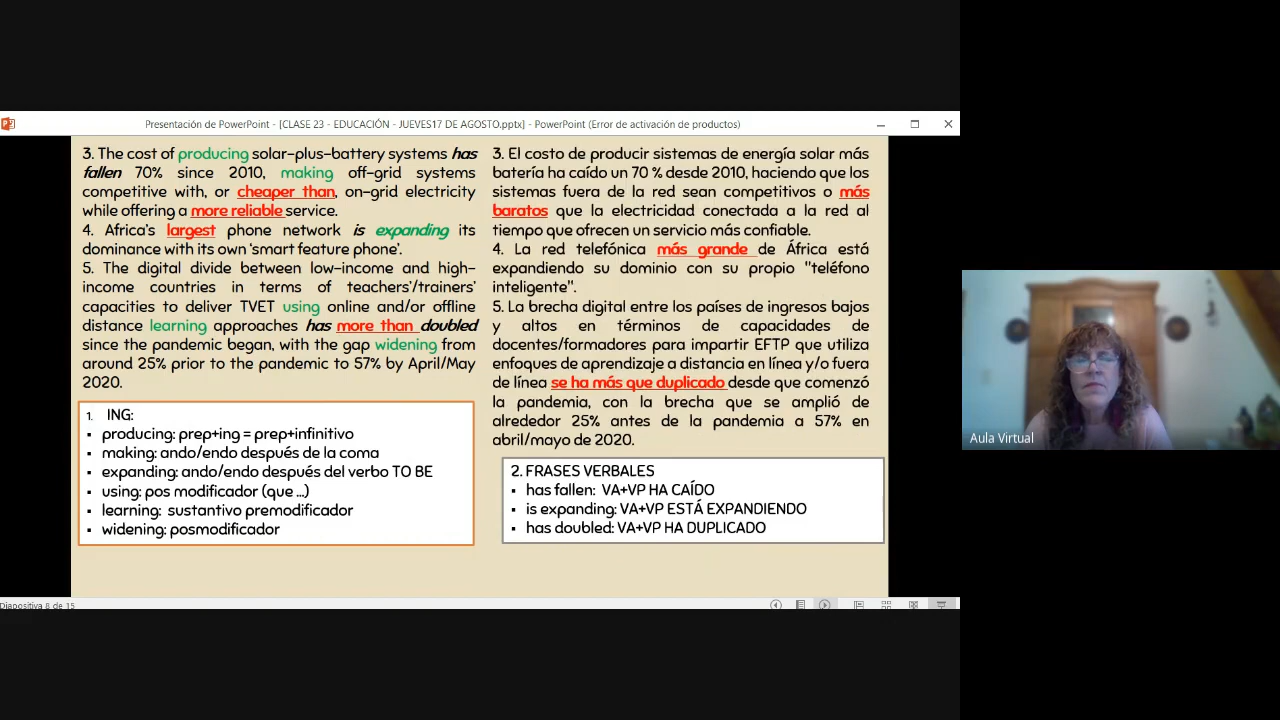 Presentación de PowerPoint - [CLASE 23 - EDUCACIÓN - JUEVES17 DE AGOSTO.pptx] - PowerPoint (Error de activación de productos)
3. The cost of producing solar-plus-battery systems has
fallen 70% since 2010, making off-grid systems
competitive with, or cheaper than, on-grid electricity
while offering a more reliable service.
4. Africa's largest phone network is expanding its
dominance with its own 'smart feature phone'.
5. The digital divide between low-income and high-
income countries in terms of teachers'/trainers'
capacities to deliver TVET using online and/or offline
distance learning approaches has more than doubled
since the pandemic began, with the gap widening from
around 25% prior to the pandemic to 57% by April/May
2020.
1. ING:
▪ producing: prep+ing = prep+infinitivo
▪ making: ando/endo después de la coma
▪ expanding: ando/endo después del verbo TO BE
▪ using: pos modificador (que ...)
▪ learning: sustantivo premodificador
▪ widening: posmodificador
3. El costo de producir sistemas de energía solar más
batería ha caído un 70 % desde 2010, haciendo que los
sistemas fuera de la red sean competitivos o más
baratos que la electricidad conectada a la red al
tiempo que ofrecen un servicio más confiable.
4. La red telefónica más grande de África está
expandiendo su dominio con su propio "teléfono
inteligente".
5. La brecha digital entre los países de ingresos bajos
y altos en términos de capacidades de
docentes/formadores para impartir EFTP que utiliza
enfoques de aprendizaje a distancia en línea y/o fuera
de línea se ha más que duplicado desde que comenzó
la pandemia, con la brecha que se amplió de
alrededor 25% antes de la pandemia a 57% en
abril/mayo de 2020.
2. FRASES VERBALES
▪ has fallen: VA+VP HA CAÍDO
▪ is expanding: VA+VP ESTÁ EXPANDIENDO
▪ has doubled: VA+VP HA DUPLICADO
Diapositiva 8 de 15
Aula Virtual